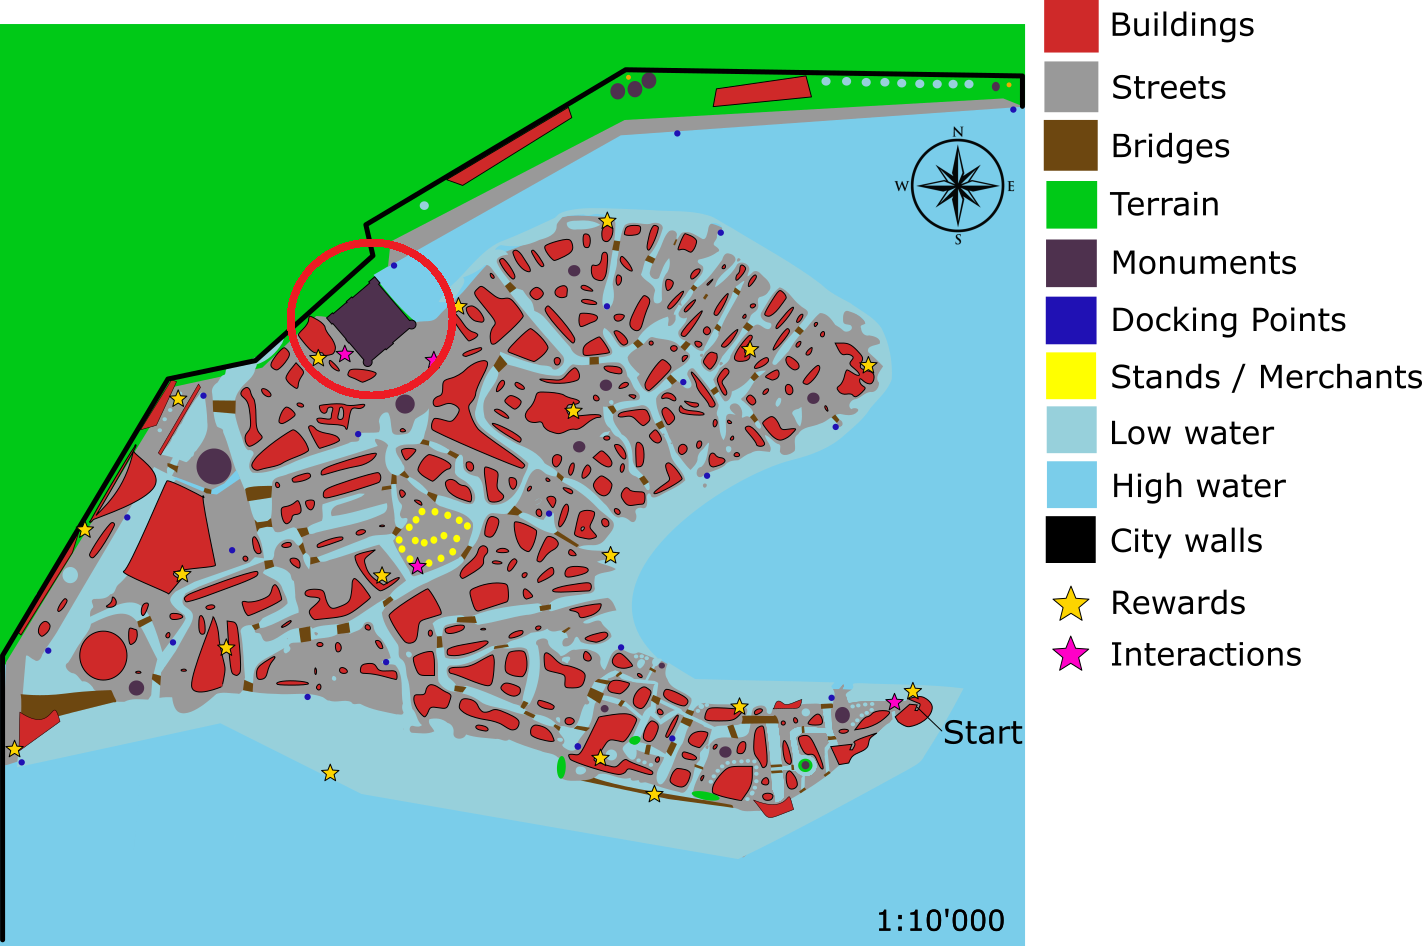 Buildings
Streets
Bridges
Terrain
Monuments
Docking Points
Stands / Merchants
Low water
High water
City walls
Rewards
Interactions
N
W
E
S
Start
1:10'000